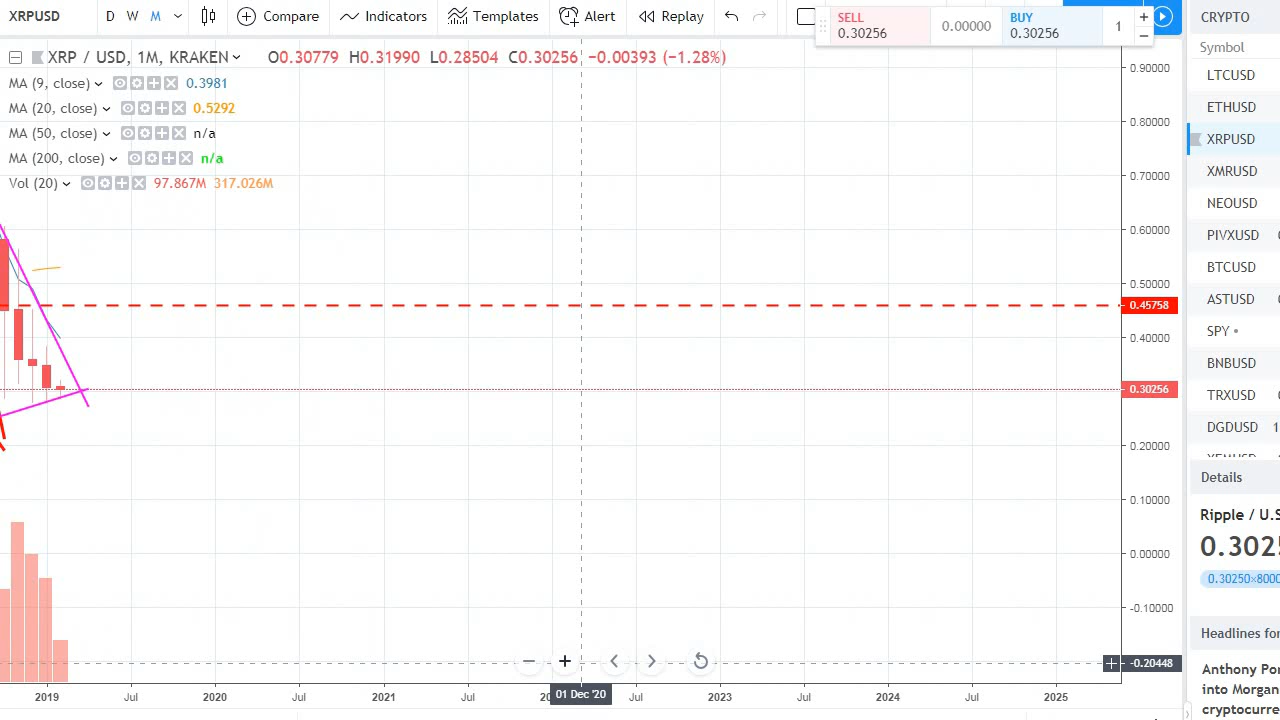 XRPUSD D W M Compare Indicators Templates Alert Replay
SELL
0.30256
0.00000
BUY
0.30256
1
XRP / USD, 1M, KRAKEN O0.30779 H0.31990 L0.28504 C0.30256 -0.00393 (-1.28%)
MA (9, close) 0.3981
MA (20, close) 0.5292
MA (50, close) n/a
MA (200, close) n/a
Vol (20) 97.867M 317.026M
0.90000
0.80000
0.70000
0.60000
0.50000
0.45758
0.40000
0.30256
0.20000
0.10000
0.00000
-0.10000
-0.20448
2019 Jul 2020 Jul 2021 Jul 01 Dec '20 Jul 2023 Jul 2024 Jul 2025
CRYPTO
Symbol
LTCUSD
ETHUSD
XRPUSD
XMRUSD
NEOUSD
PIVXUSD
BTCUSD
ASTUSD
SPY
BNBUSD
TRXUSD
DGDUSD 1
Details
Ripple / U.S
0.302
0.30250×8000
Headlines for
Anthony Por
into Morgan
cryptocurre